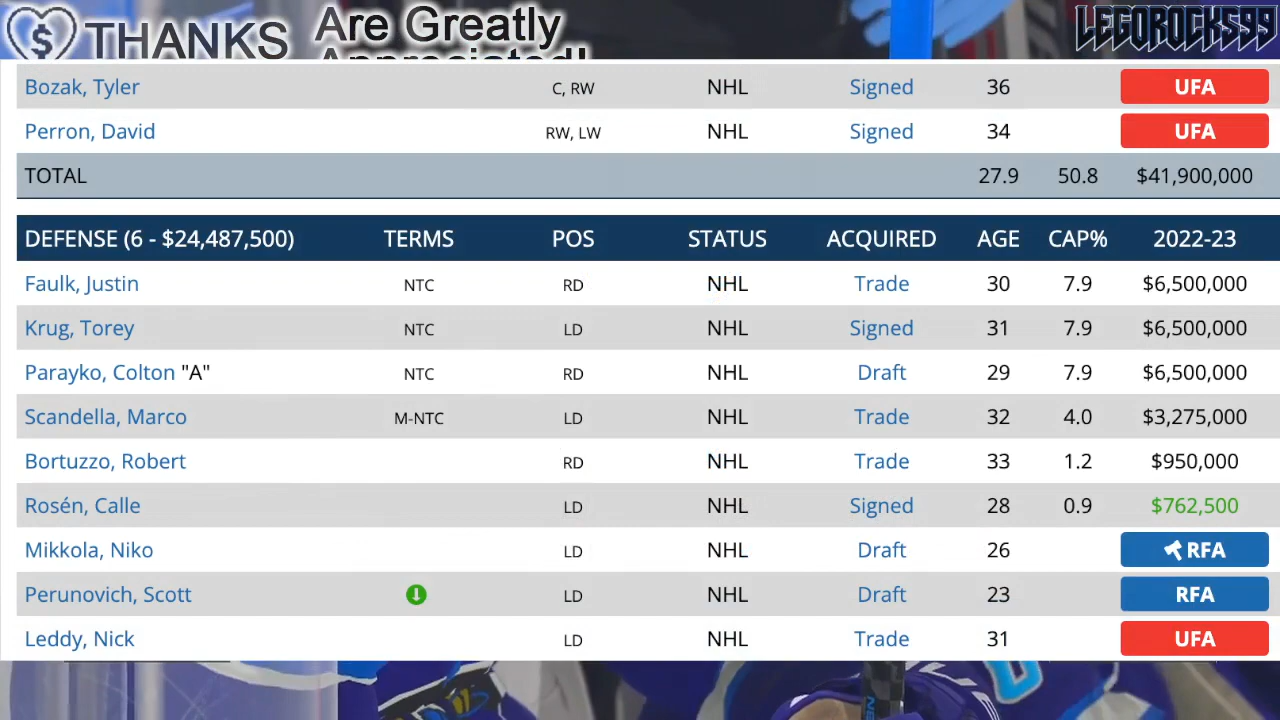 THANKS Are Greatly
Appreciated!
LEGOROCKS99
Bozak, Tyler C, RW NHL Signed 36 UFA
Perron, David RW, LW NHL Signed 34 UFA
TOTAL 27.9 50.8 $41,900,000
DEFENSE (6 - $24,487,500) TERMS POS STATUS ACQUIRED AGE CAP% 2022-23
Faulk, Justin NTC RD NHL Trade 30 7.9 $6,500,000
Krug, Torey NTC LD NHL Signed 31 7.9 $6,500,000
Parayko, Colton "A" NTC RD NHL Draft 29 7.9 $6,500,000
Scandella, Marco M-NTC LD NHL Trade 32 4.0 $3,275,000
Bortuzzo, Robert RD NHL Trade 33 1.2 $950,000
Rosén, Calle LD NHL Signed 28 0.9 $762,500
Mikkola, Niko LD NHL Draft 26 RFA
Perunovich, Scott LD NHL Draft 23 RFA
Leddy, Nick LD NHL Trade 31 UFA